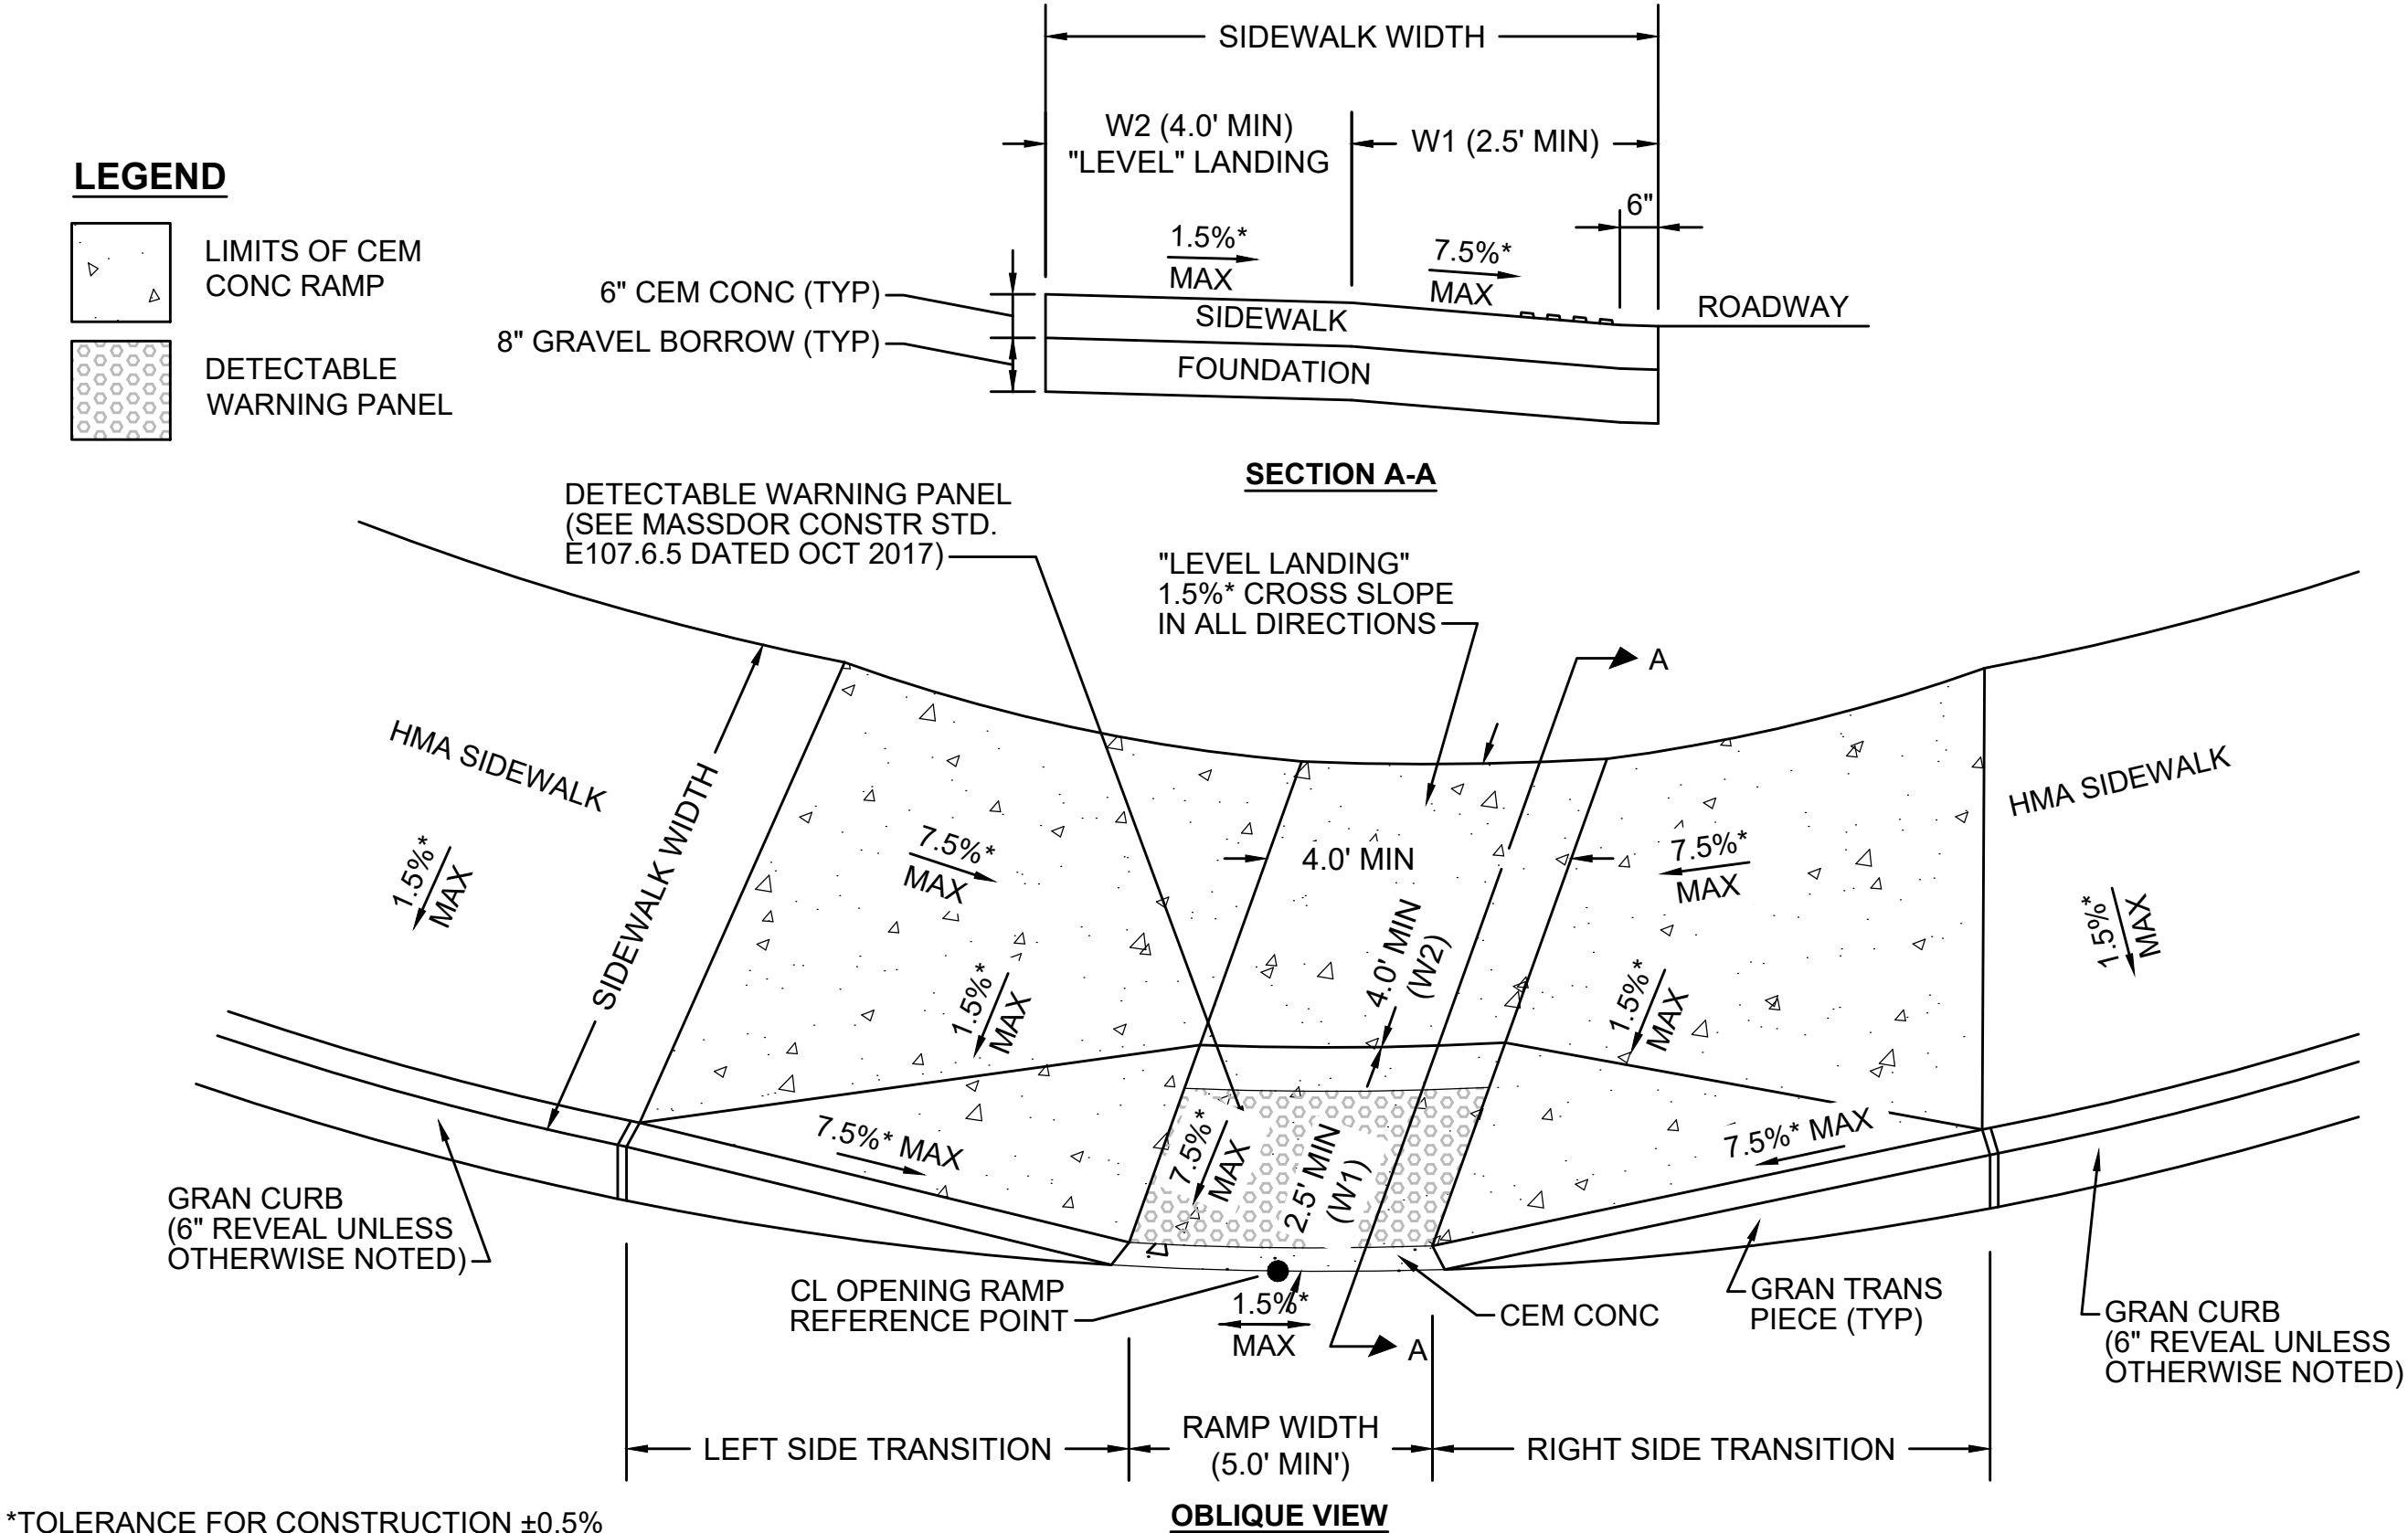 SIDEWALK WIDTH
W2 (4.0' MIN)
"LEVEL" LANDING
W1 (2.5' MIN)
6"
1.5%*
MAX
7.5%*
MAX
6" CEM CONC (TYP)
8" GRAVEL BORROW (TYP)
SIDEWALK
FOUNDATION
ROADWAY
SECTION A-A
LEGEND
LIMITS OF CEM
CONC RAMP
DETECTABLE
WARNING PANEL
DETECTABLE WARNING PANEL
(SEE MASSDOR CONSTR STD.
E107.6.5 DATED OCT 2017)
"LEVEL LANDING"
1.5%* CROSS SLOPE
IN ALL DIRECTIONS
A
HMA SIDEWALK
1.5%*
MAX
SIDEWALK WIDTH
7.5%*
MAX
1.5%*
MAX
4.0' MIN
4.0' MIN
(W2)
7.5%*
MAX
1.5%*
MAX
HMA SIDEWALK
1.5%*
MAX
7.5%* MAX
7.5%*
MAX
2.5' MIN
(W1)
7.5%* MAX
GRAN CURB
(6" REVEAL UNLESS
OTHERWISE NOTED)
CL OPENING RAMP
REFERENCE POINT
1.5%*
MAX
A
CEM CONC
GRAN TRANS
PIECE (TYP)
GRAN CURB
(6" REVEAL UNLESS
OTHERWISE NOTED)
LEFT SIDE TRANSITION
RAMP WIDTH
(5.0' MIN')
RIGHT SIDE TRANSITION
OBLIQUE VIEW
*TOLERANCE FOR CONSTRUCTION ±0.5%